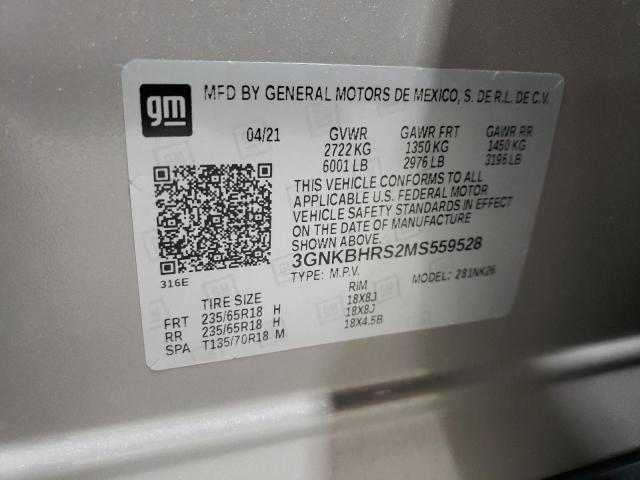 gm
MFD BY GENERAL MOTORS DE MEXICO, S. DE R.L. DE C.V.
04/21 GVWR GAWR FRT GAWR RR
2722 KG 1350 KG 1450 KG
6001 LB 2976 LB 3196 LB
THIS VEHICLE CONFORMS TO ALL
APPLICABLE U.S. FEDERAL MOTOR
VEHICLE SAFETY STANDARDS IN EFFECT
ON THE DATE OF MANUFACTURE
SHOWN ABOVE.
3GNKBHRS2MS559528
316E
TYPE: M.P.V. MODEL: 281NK26
TIRE SIZE RIM
FRT 235/65R18 H 18X8J
RR 235/65R18 H 18X8J
SPA T135/70R18 M 18X4.5B